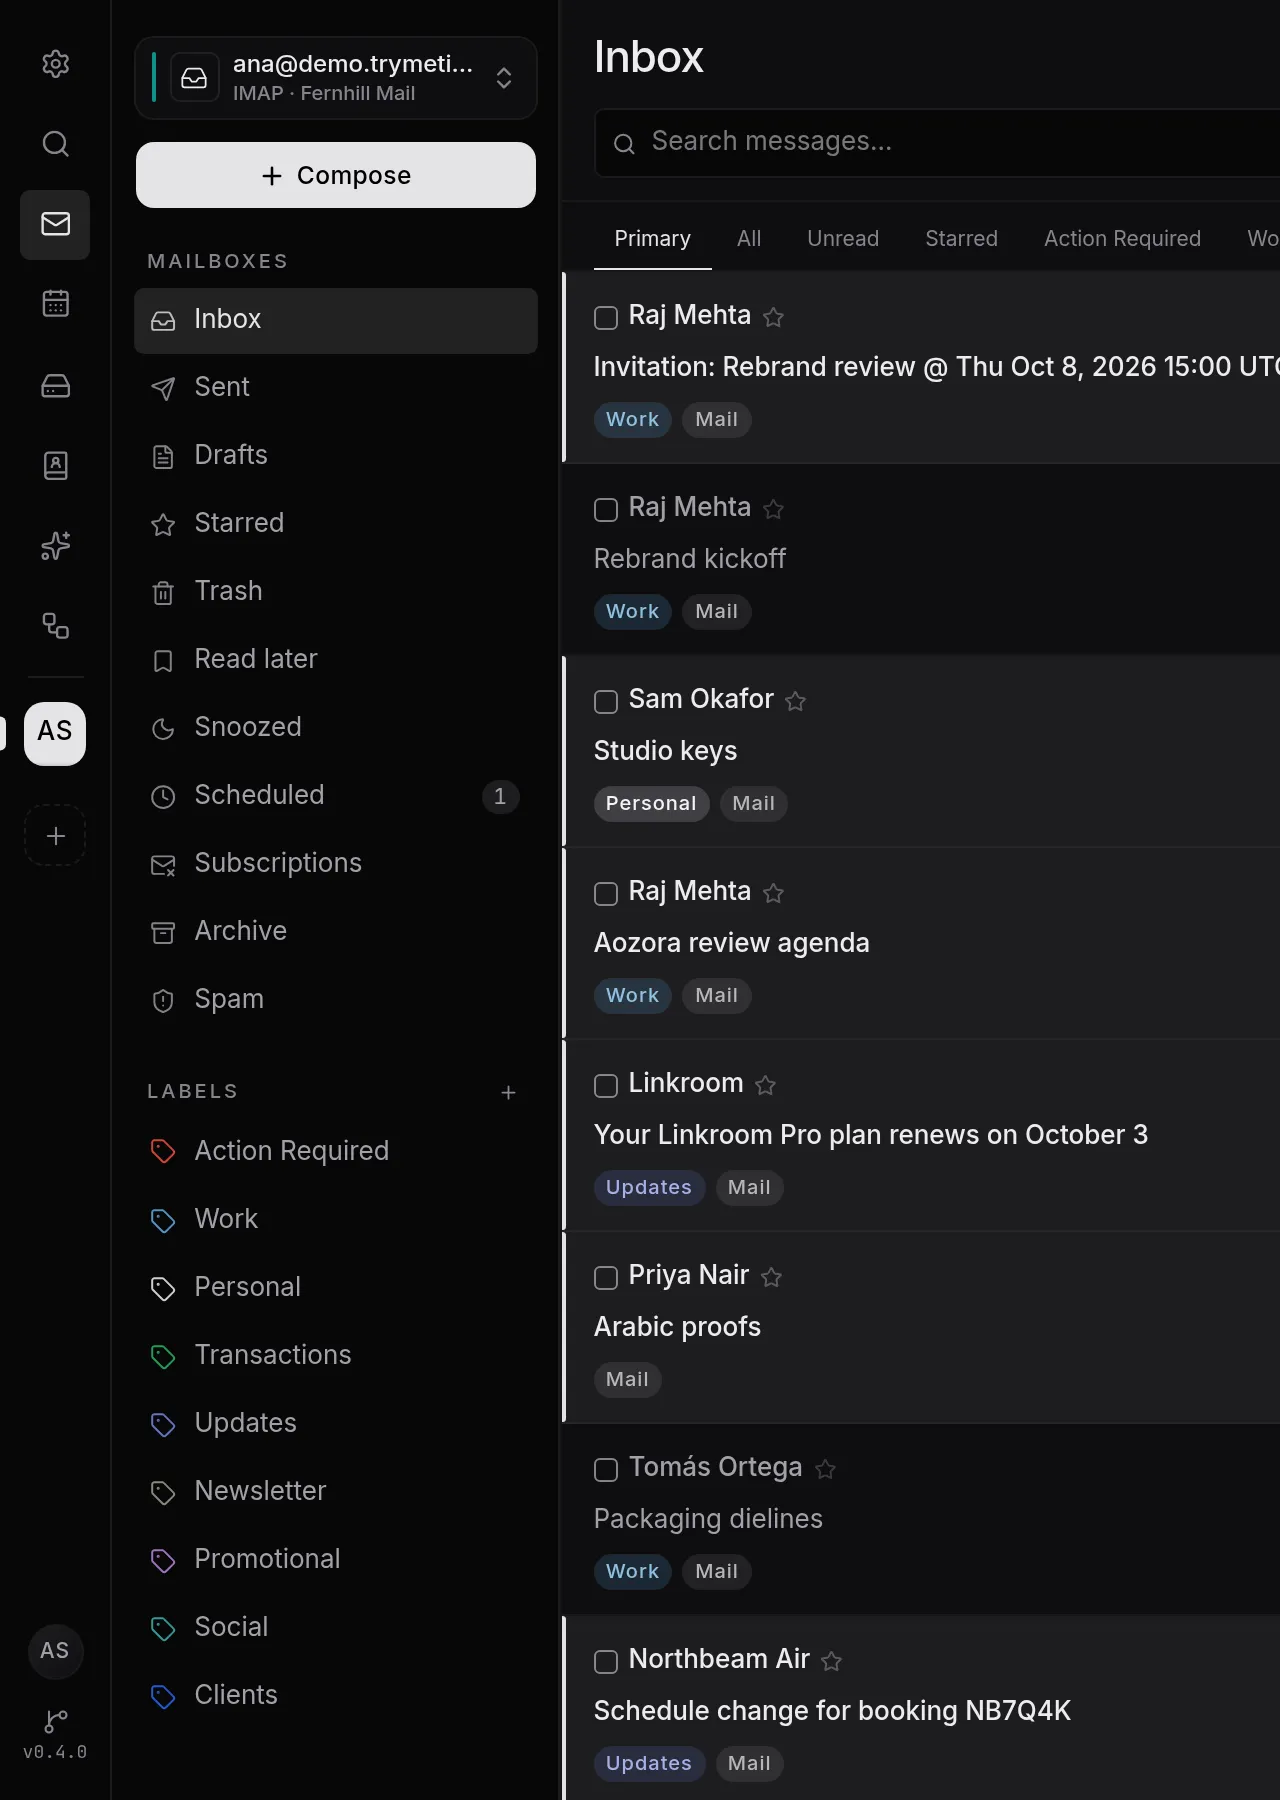 ana@demo.trymeti...
IMAP · Fernhill Mail
Compose
MAILBOXES
Inbox
Sent
Drafts
Starred
Trash
Read later
Snoozed
Scheduled 1
Subscriptions
Archive
Spam
LABELS
Action Required
Work
Personal
Transactions
Updates
Newsletter
Promotional
Social
Clients
AS
AS
v0.4.0
Inbox
Search messages...
Primary All Unread Starred Action Required Wo
Raj Mehta
Invitation: Rebrand review @ Thu Oct 8, 2026 15:00 UTC
Work Mail
Raj Mehta
Rebrand kickoff
Work Mail
Sam Okafor
Studio keys
Personal Mail
Raj Mehta
Aozora review agenda
Work Mail
Linkroom
Your Linkroom Pro plan renews on October 3
Updates Mail
Priya Nair
Arabic proofs
Mail
Tomás Ortega
Packaging dielines
Work Mail
Northbeam Air
Schedule change for booking NB7Q4K
Updates Mail